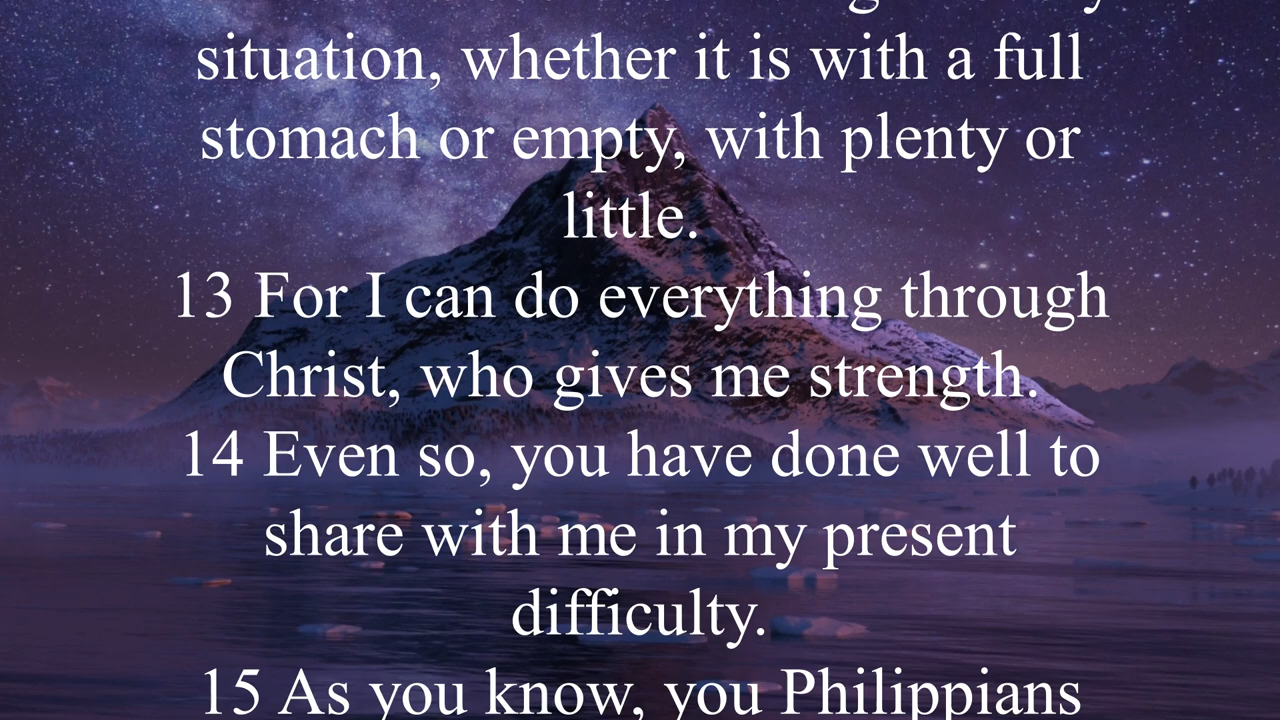 situation, whether it is with a full
stomach or empty, with plenty or
little.
13 For I can do everything through
Christ, who gives me strength.
14 Even so, you have done well to
share with me in my present
difficulty.
15 As you know, you Philippians